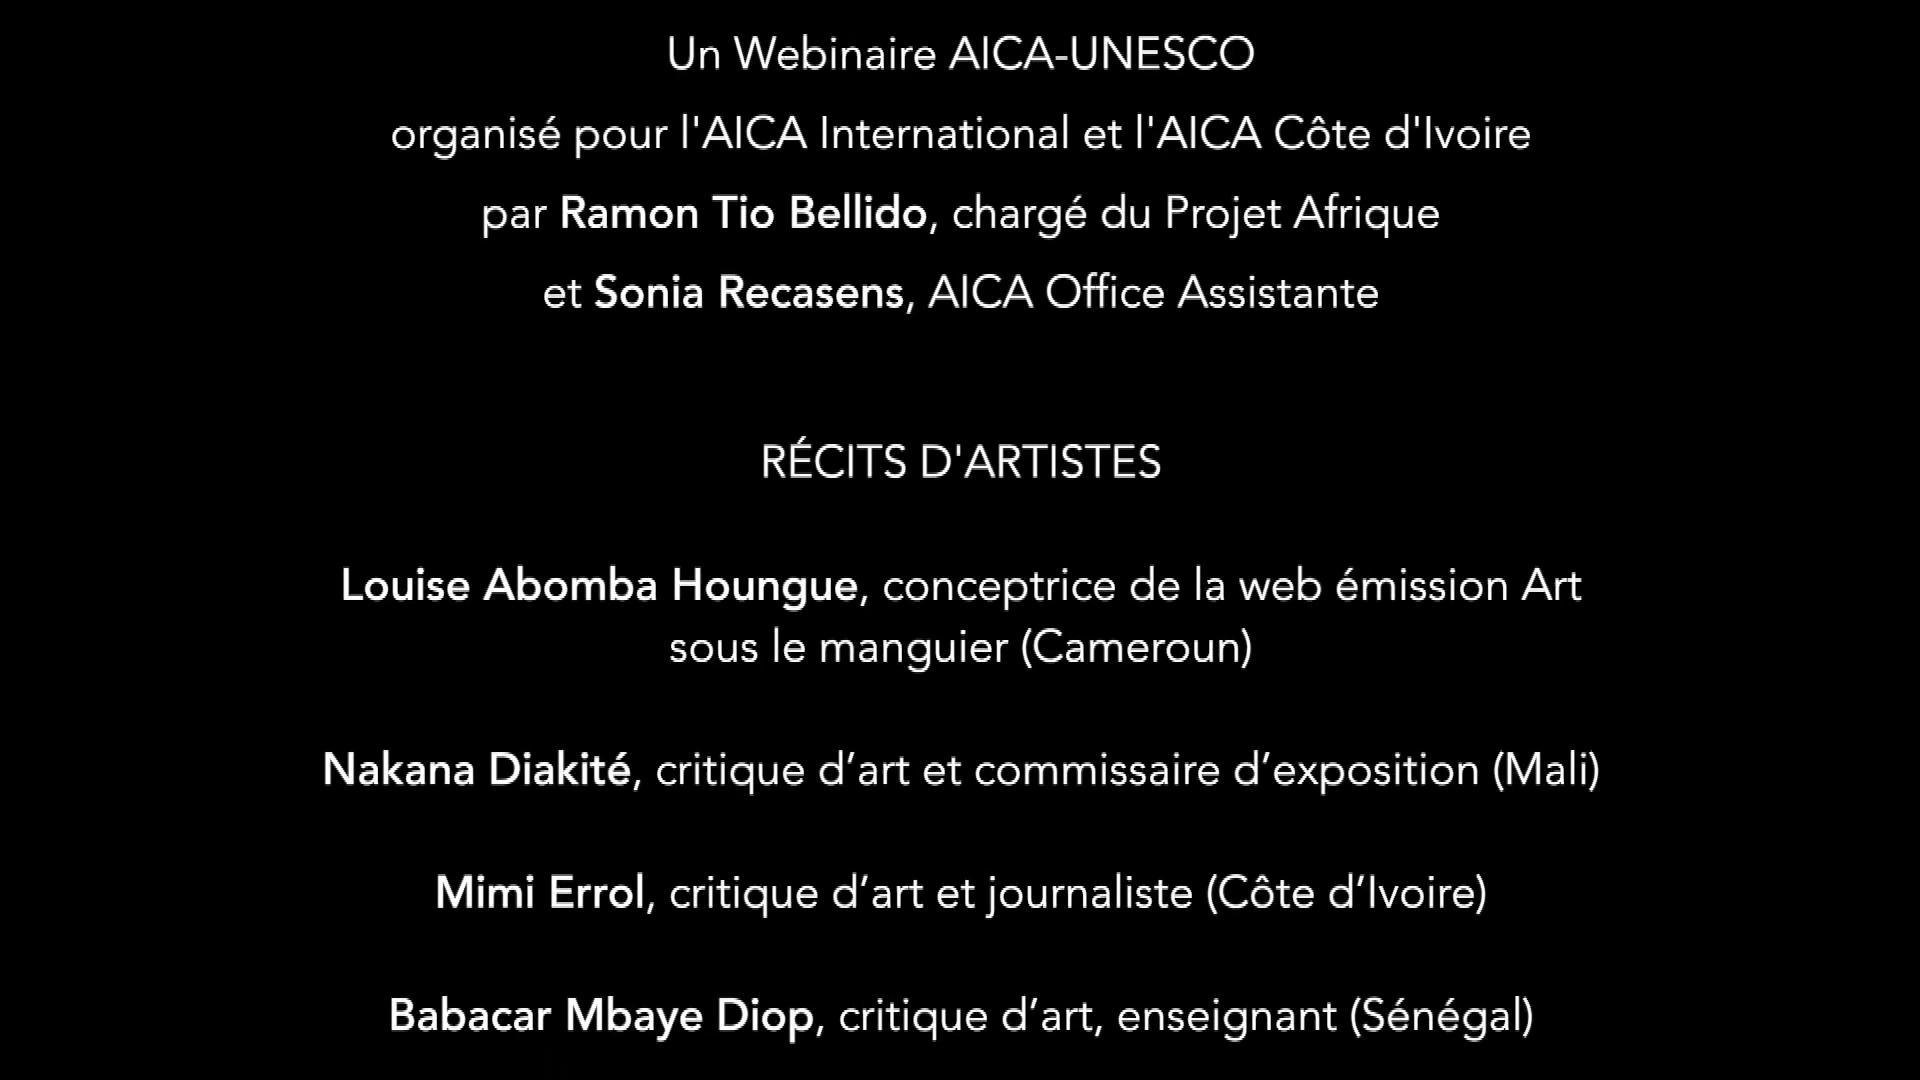 Un Webinaire AICA-UNESCO
organisé pour l'AICA International et l'AICA Côte d'Ivoire
par Ramon Tio Bellido, chargé du Projet Afrique
et Sonia Recasens, AICA Office Assistante
RÉCITS D'ARTISTES
Louise Abomba Houngue, conceptrice de la web émission Art
sous le manguier (Cameroun)
Nakana Diakité, critique d’art et commissaire d’exposition (Mali)
Mimi Errol, critique d’art et journaliste (Côte d’Ivoire)
Babacar Mbaye Diop, critique d’art, enseignant (Sénégal)